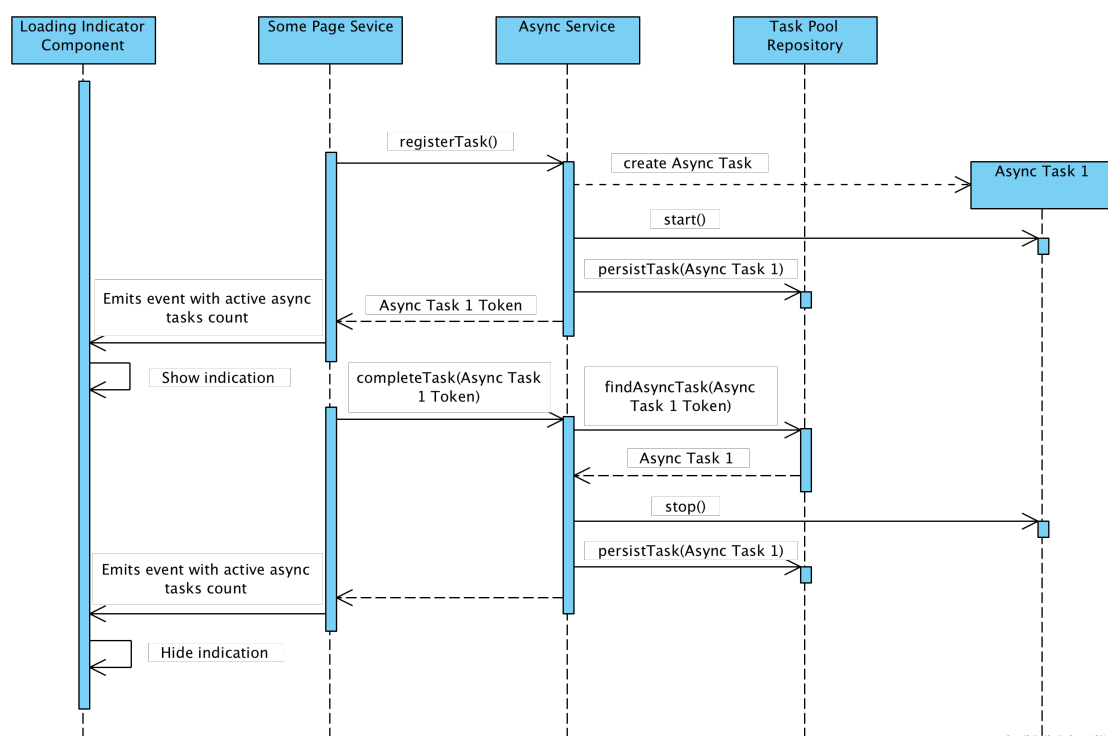 Loading Indicator
Component
Some Page Sevice
Async Service
Task Pool
Repository
registerTask()
create Async Task
Async Task 1
start()
persistTask(Async Task 1)
Emits event with active async
tasks count
Async Task 1 Token
Show indication
completeTask(Async Task
1 Token)
findAsyncTask(Async
Task 1 Token)
Async Task 1
stop()
persistTask(Async Task 1)
Emits event with active async
tasks count
Hide indication